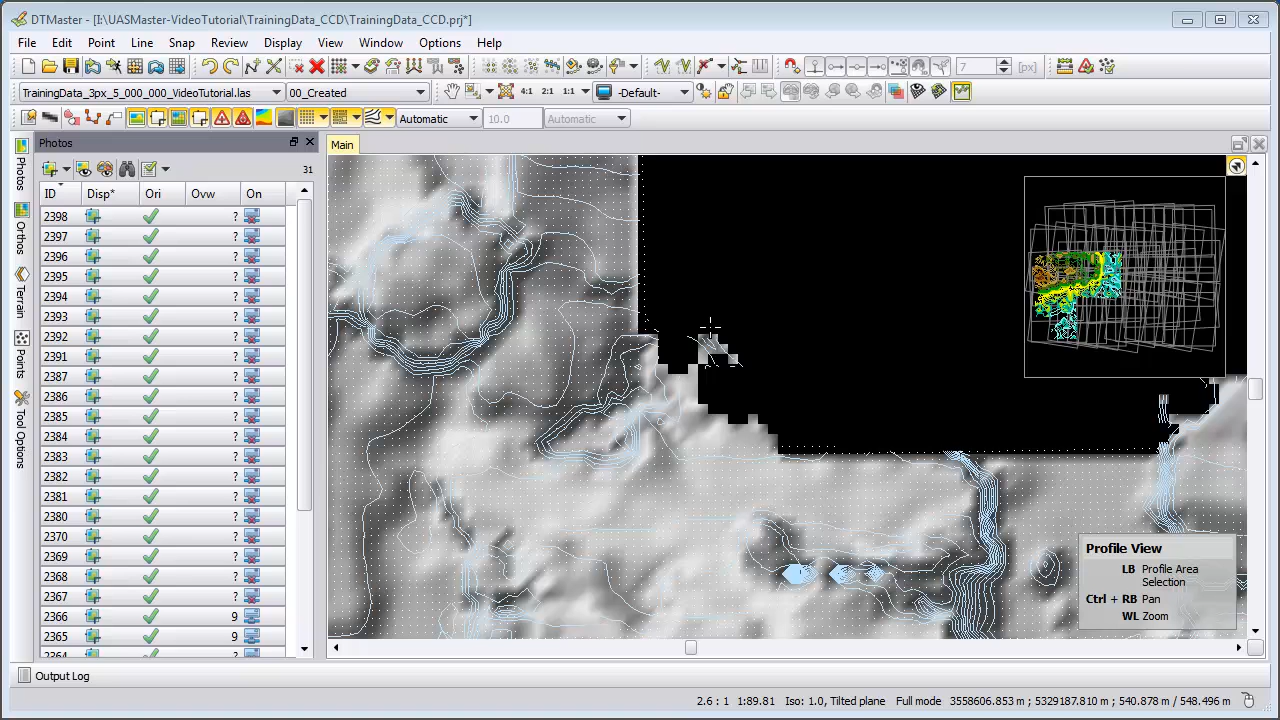 DTMaster - [I:\UASMaster-VideoTutorial\TrainingData_CCD\TrainingData_CCD.prj*]
File Edit Point Line Snap Review Display View Window Options Help
7 [px]
TrainingData_3px_5_000_000_VideoTutorial.las 00_Created 4:1 2:1 1:1 -Default-
Automatic 10.0 Automatic
Photos Main
31
ID Disp* Ori Ovw On
2398 ?
2397 ?
2396 ?
2395 ?
2394 ?
2393 ?
2392 ?
2391 ?
2387 ?
2386 ?
2385 ?
2384 ?
2383 ?
2382 ?
2381 ?
2380 ?
2370 ?
2369 ?
2368 ?
2367 ?
2366 9
2365 9
2364
Photos
Orthos
Terrain
Points
Tool Options
Profile View
LB Profile Area
Selection
Ctrl + RB Pan
WL Zoom
Output Log
2.6 : 1 1:89.81 Iso: 1.0, Tilted plane Full mode 3558606.853 m ; 5329187.810 m ; 540.878 m / 548.496 m